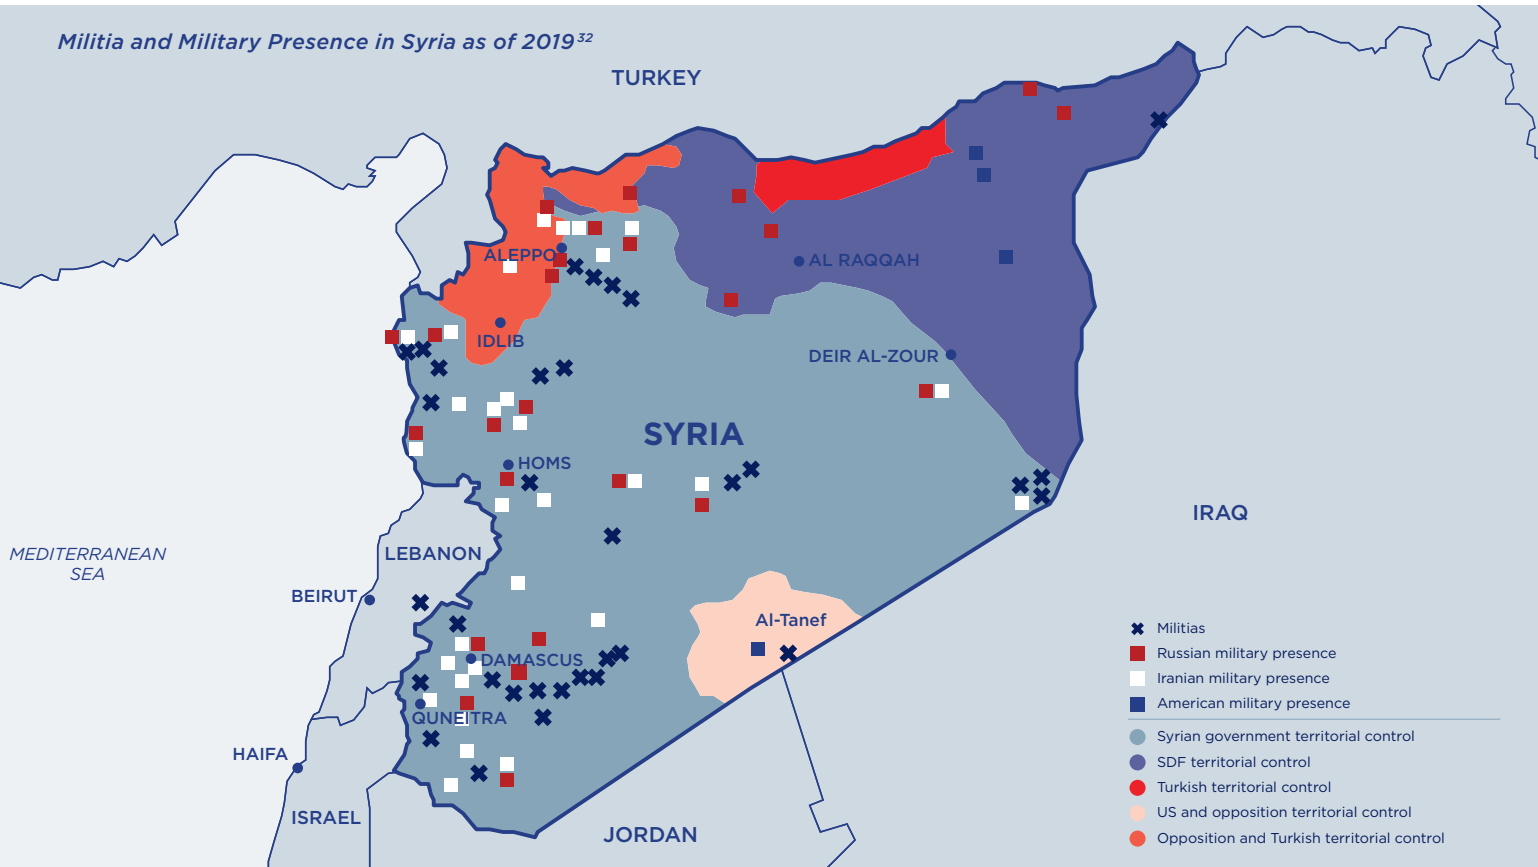 Militia and Military Presence in Syria as of 2019 32
TURKEY
ALEPPO
AL RAQQAH
IDLIB
DEIR AL-ZOUR
SYRIA
HOMS
IRAQ
MEDITERRANEAN
SEA
LEBANON
BEIRUT
Al-Tanef
DAMASCUS
QUNEITRA
HAIFA
ISRAEL
JORDAN
Militias
Russian military presence
Iranian military presence
American military presence
Syrian government territorial control
SDF territorial control
Turkish territorial control
US and opposition territorial control
Opposition and Turkish territorial control